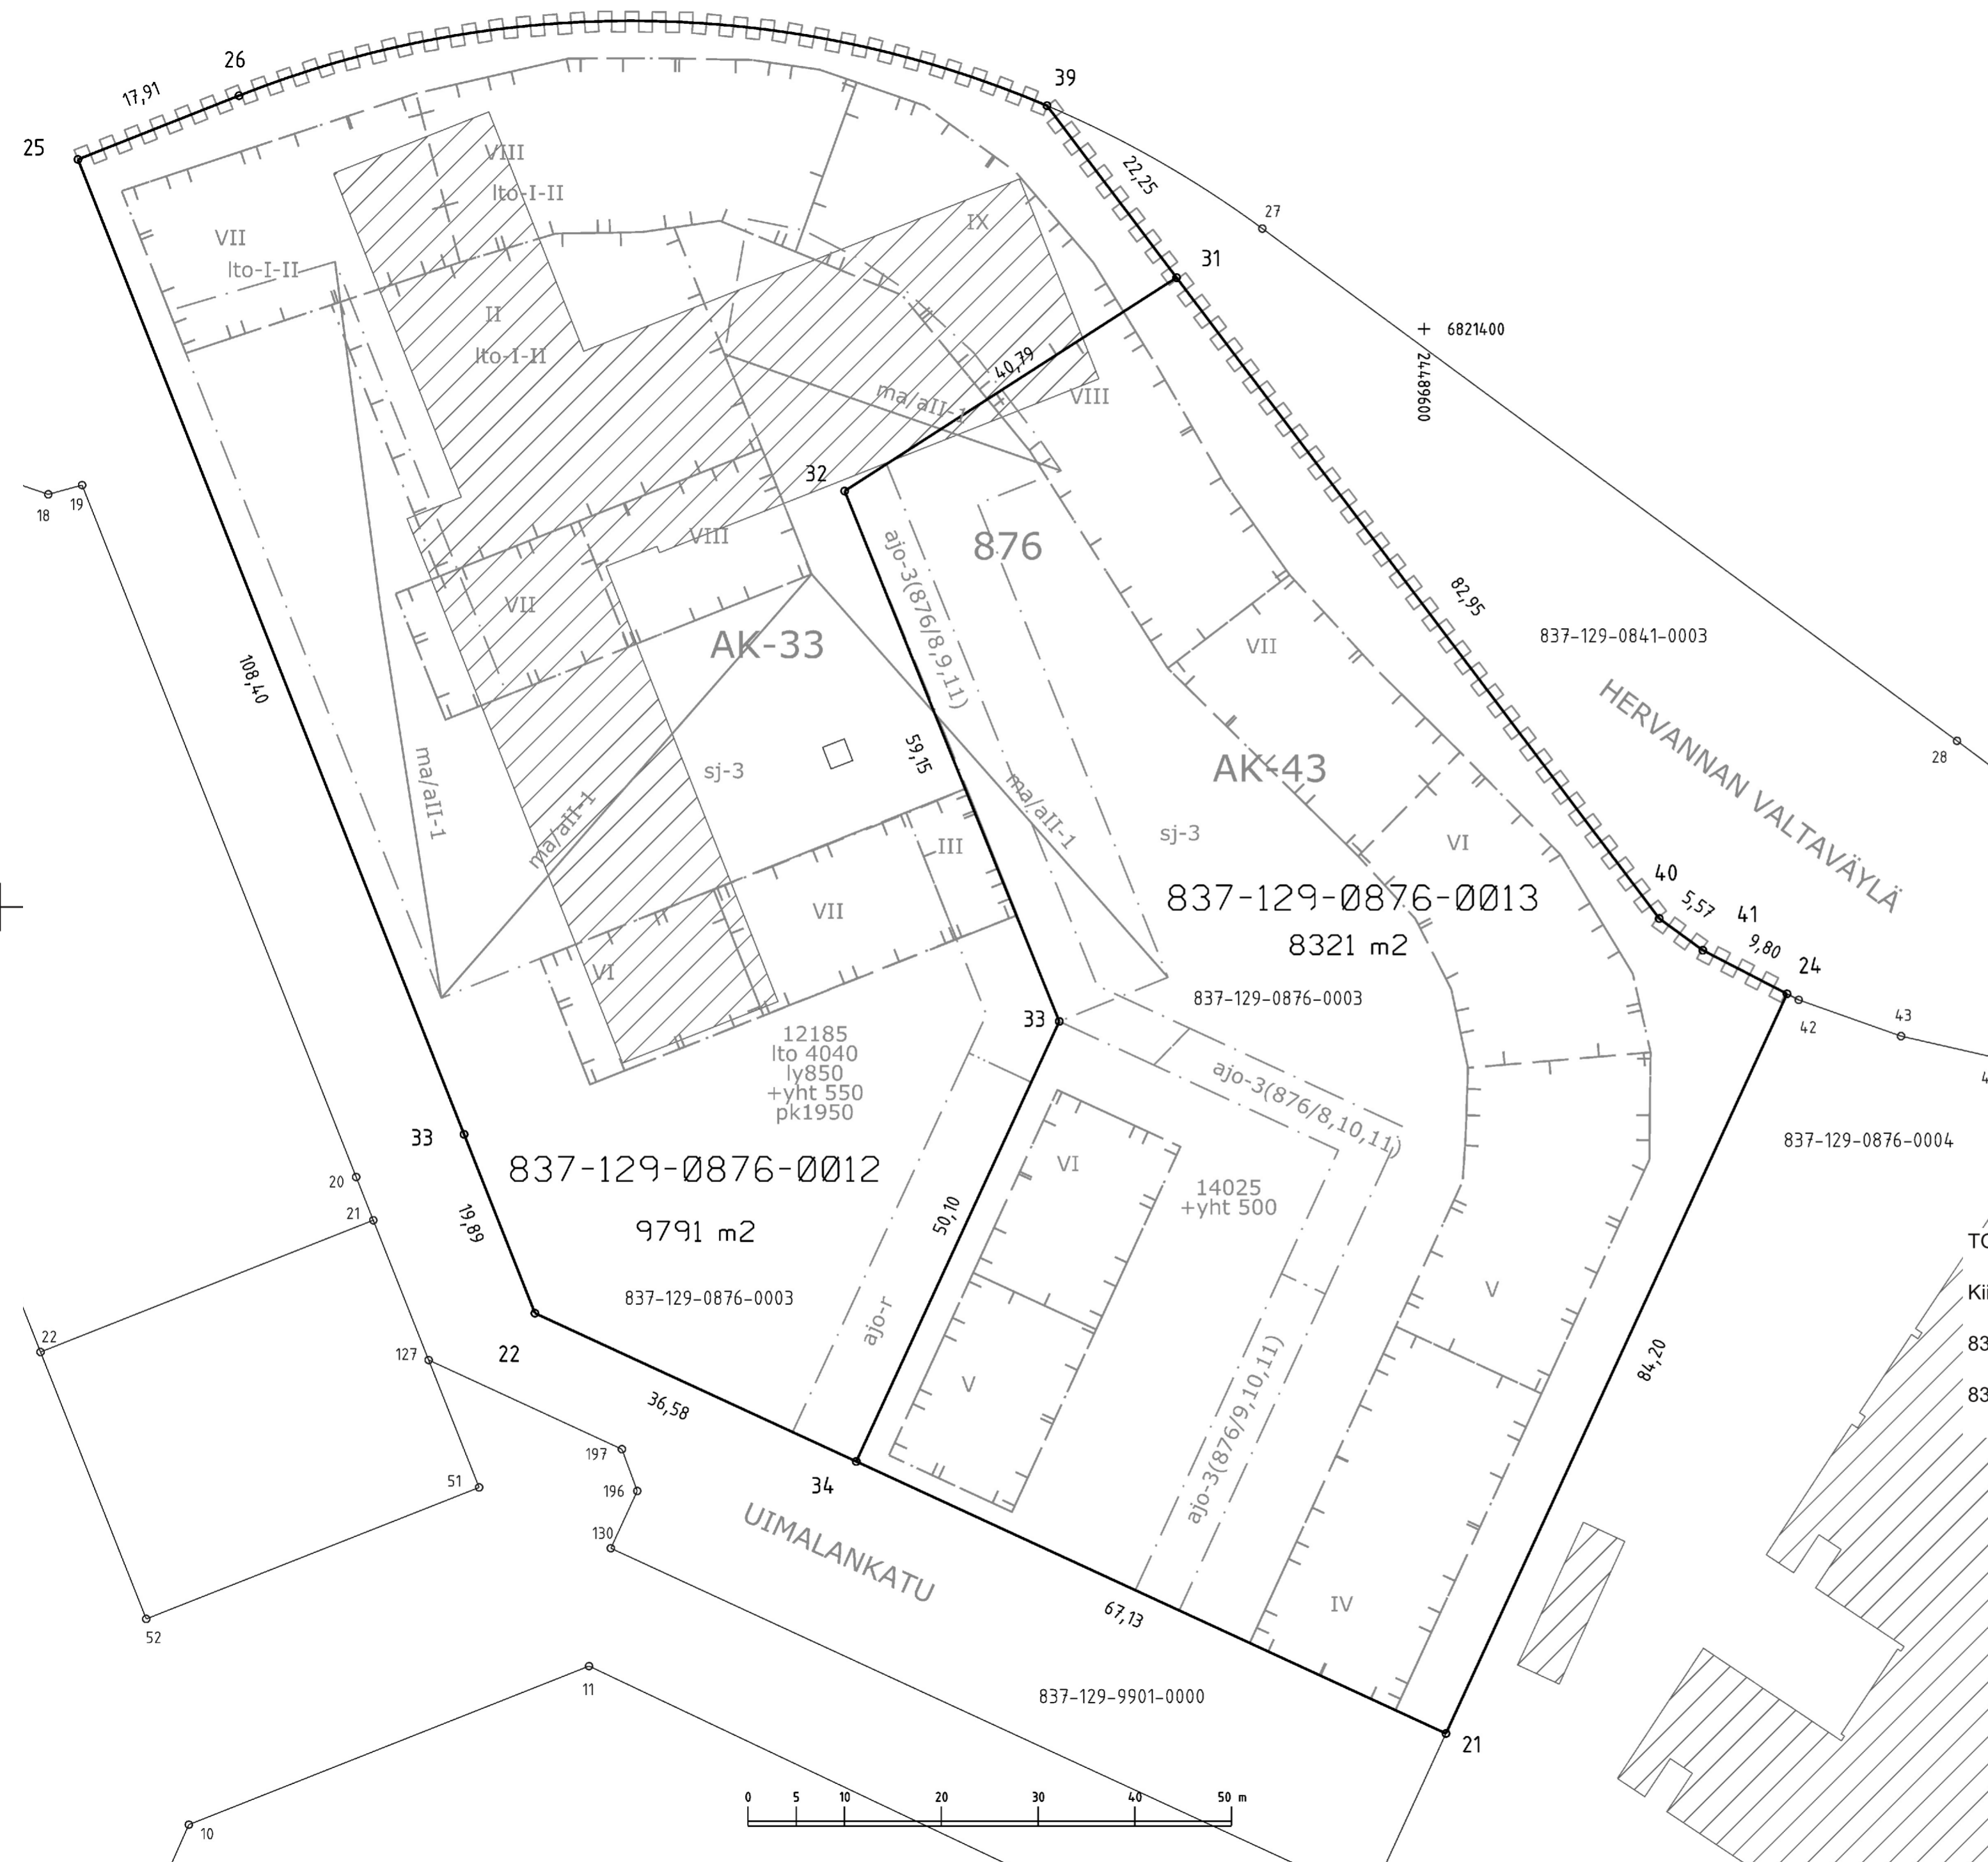 26
39
17,91
25
VIII
lto-I-II
22,25
IX
27
VII
31
lto-I-II
II
+ 6821400
24489600
lto-I-II
40,79
ma/aII-1
VIII
32
18
19
VIII
876
ajo-3(876/8,9,11)
82,95
VII
837-129-0841-0003
AK-33
VII
108,40
HERVANNAN VALTAVÄYLÄ
59,15
sj-3
AK-43
28
ma/aII-1
ma/aII-1
ma/aII-1
sj-3
III
VI
40
837-129-0876-0013
5,57
41
VII
8321 m2
9,80
24
VI
837-129-0876-0003
42
43
33
12185
lto 4040
ly850
+yht 550
pk1950
ajo-3(876/8,10,11)
33
837-129-0876-0004
837-129-0876-0012
VI
20
14025
+yht 500
21
19,89
50,10
9791 m2
TO
V
Kii
837-129-0876-0003
ajo-r
22
127
22
83
84,20
V
83
36,58
ajo-3(876/9,10,11)
197
51
34
196
UIMALANKATU
130
IV
67,13
52
11
837-129-9901-0000
21
0 5 10 20 30 40 50 m
10